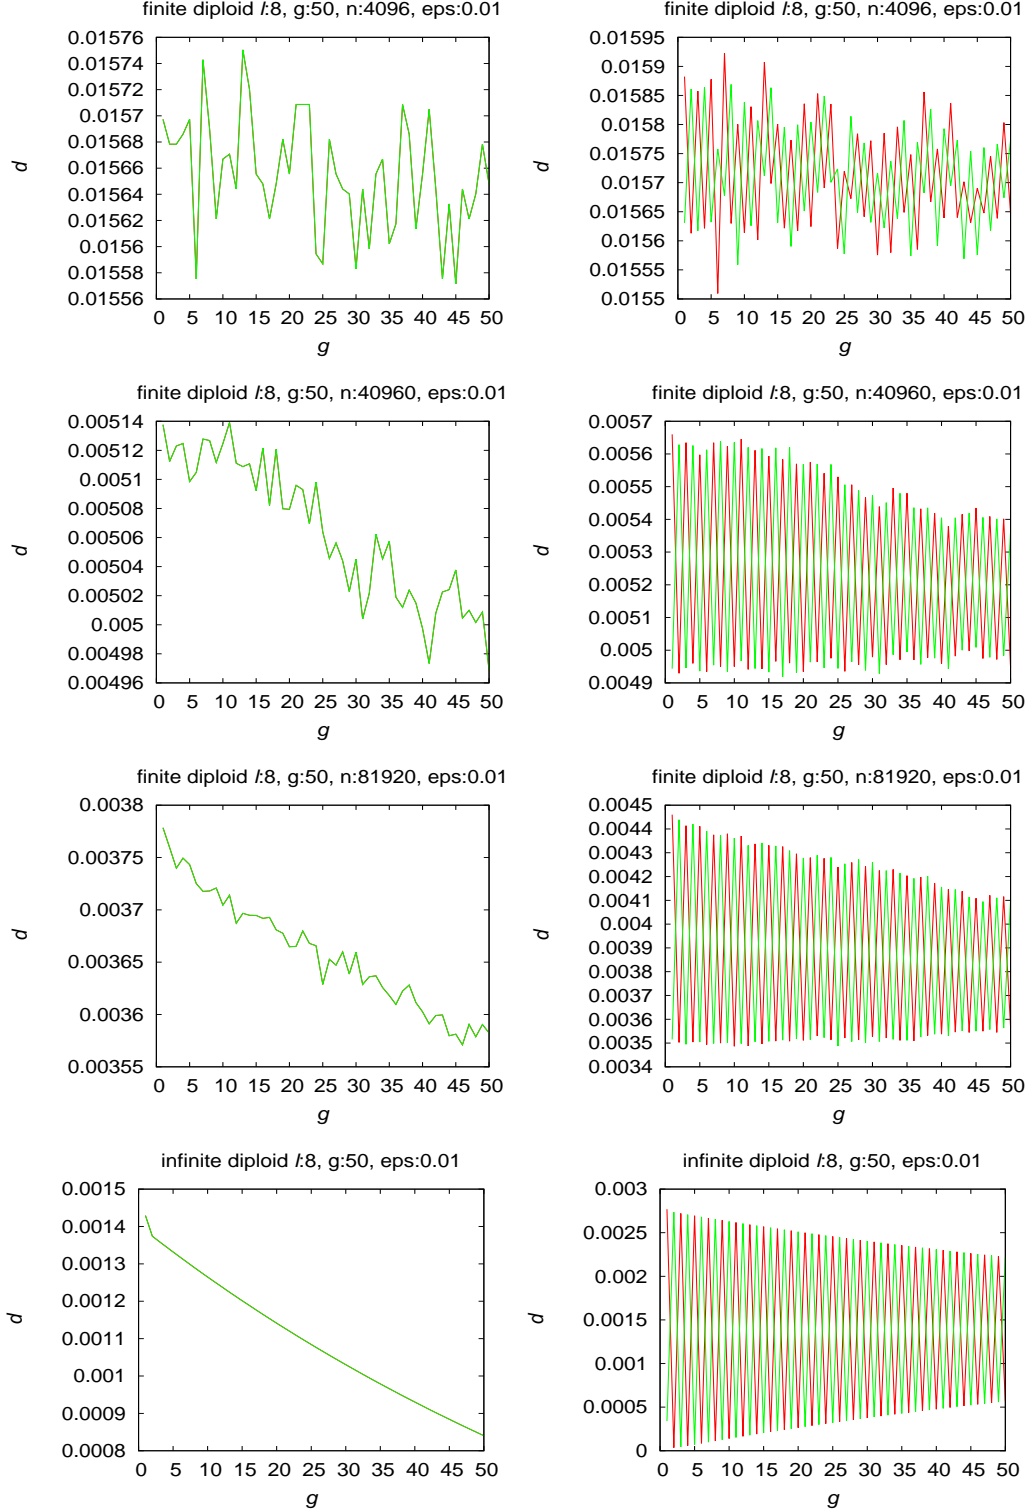 finite diploid l:8, g:50, n:4096, eps:0.01
0.01576
0.01574
0.01572
0.0157
0.01568
0.01566
0.01564
0.01562
0.0156
0.01558
0.01556
d
0 5 10 15 20 25 30 35 40 45 50
g
finite diploid l:8, g:50, n:4096, eps:0.01
0.01595
0.0159
0.01585
0.0158
0.01575
0.0157
0.01565
0.0156
0.01555
0.0155
d
0 5 10 15 20 25 30 35 40 45 50
g
finite diploid l:8, g:50, n:40960, eps:0.01
0.00514
0.00512
0.0051
0.00508
0.00506
0.00504
0.00502
0.005
0.00498
0.00496
d
0 5 10 15 20 25 30 35 40 45 50
g
finite diploid l:8, g:50, n:40960, eps:0.01
0.0057
0.0056
0.0055
0.0054
0.0053
0.0052
0.0051
0.005
0.0049
d
0 5 10 15 20 25 30 35 40 45 50
g
finite diploid l:8, g:50, n:81920, eps:0.01
0.0038
0.00375
0.0037
0.00365
0.0036
0.00355
d
0 5 10 15 20 25 30 35 40 45 50
g
finite diploid l:8, g:50, n:81920, eps:0.01
0.0045
0.0044
0.0043
0.0042
0.0041
0.004
0.0039
0.0038
0.0037
0.0036
0.0035
0.0034
d
0 5 10 15 20 25 30 35 40 45 50
g
infinite diploid l:8, g:50, eps:0.01
0.0015
0.0014
0.0013
0.0012
0.0011
0.001
0.0009
0.0008
d
0 5 10 15 20 25 30 35 40 45 50
g
infinite diploid l:8, g:50, eps:0.01
0.003
0.0025
0.002
0.0015
0.001
0.0005
0
d
0 5 10 15 20 25 30 35 40 45 50
g